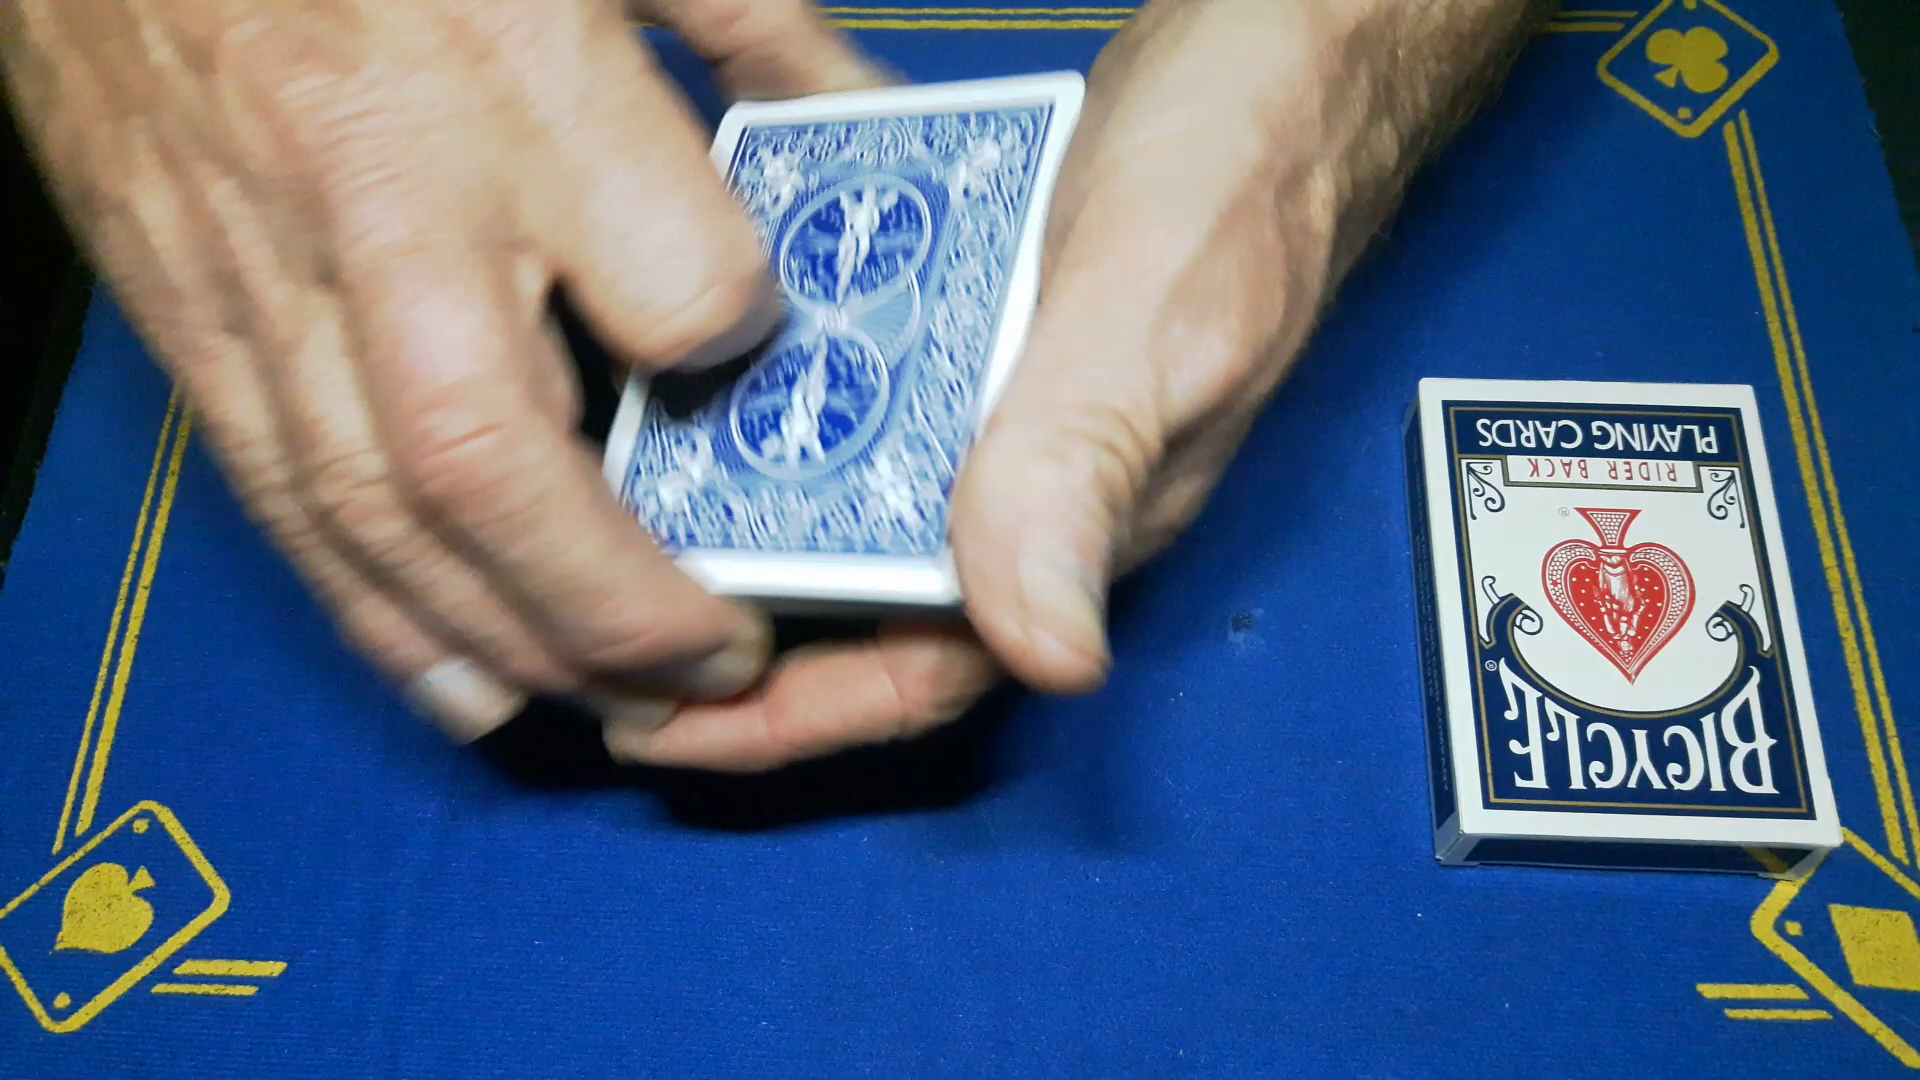 BICYCLE
®
®
RIDER BACK
PLAYING CARDS